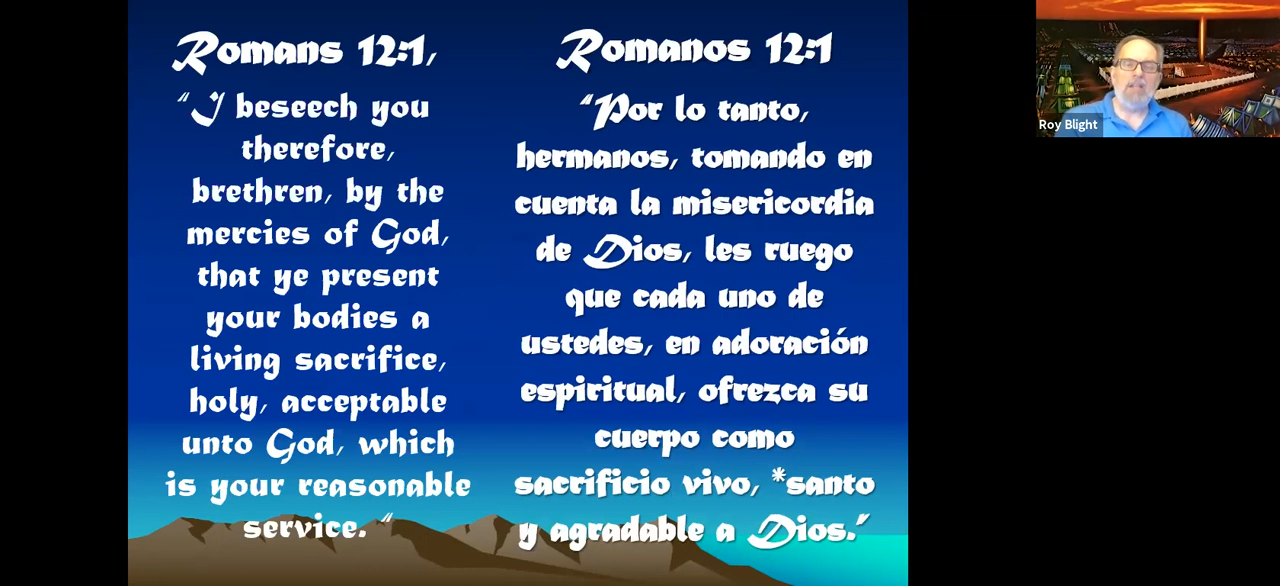 Romans 12:1,
“I beseech you
therefore,
brethren, by the
mercies of God,
that ye present
your bodies a
living sacrifice,
holy, acceptable
unto God, which
is your reasonable
service. “
Romanos 12:1
“Por lo tanto,
hermanos, tomando en
cuenta la misericordia
de Dios, les ruego
que cada uno de
ustedes, en adoración
espiritual, ofrezca su
cuerpo como
sacrificio vivo, *santo
y agradable a Dios.”
Roy Blight